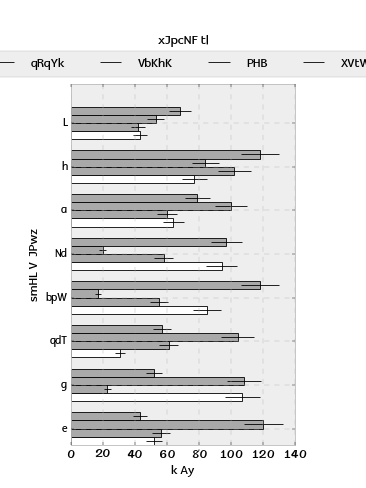 xJpcNF tl
qRqYk VbKhK PHB
L
h
a
Nd
bpW
qdT
g
e
smHL V JPwz
0 20 40 60 80 100 120 140
k Ay